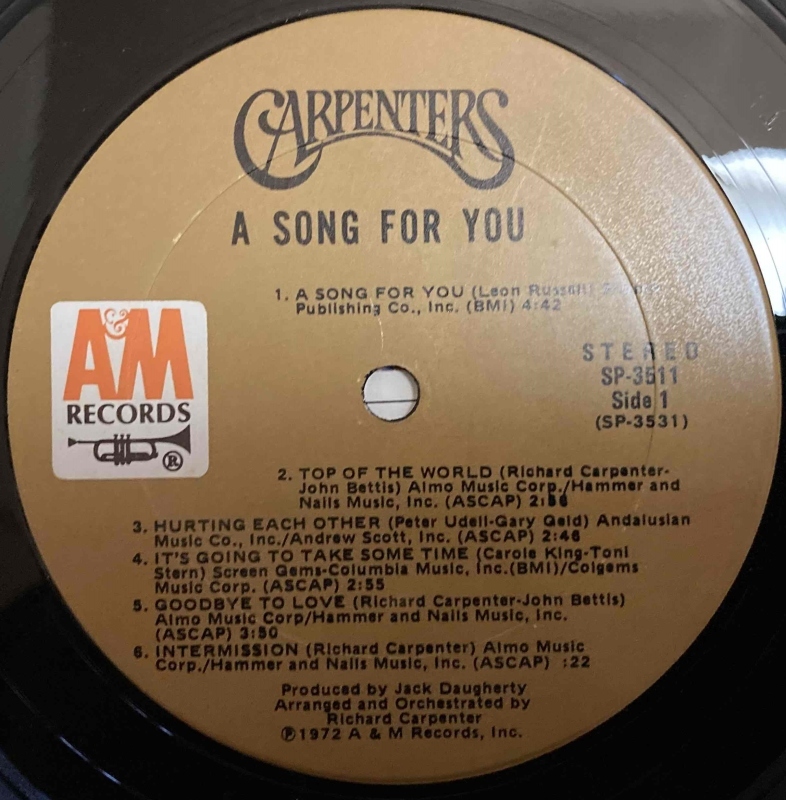 CARPENTERS
A SONG FOR YOU
1. A SONG FOR YOU (Leon Russell)
Publishing Co., Inc. (BMI) 4:42
A&M
RECORDS
®
STEREO
SP-3511
Side 1
(SP-3531)
2. TOP OF THE WORLD (Richard Carpenter-
John Bettis) Almo Music Corp./Hammer and
Nails Music, Inc. (ASCAP) 2:56
3. HURTING EACH OTHER (Peter Udell-Gary Geld) Andalusian
Music Co., Inc./Andrew Scott, Inc. (ASCAP) 2:46
4. IT'S GOING TO TAKE SOME TIME (Carole King-Toni
Stern) Screen Gems-Columbia Music, Inc.(BMI)/Colgems
Music Corp. (ASCAP) 2:55
5. GOODBYE TO LOVE (Richard Carpenter-John Bettis)
Almo Music Corp/Hammer and Nails Music, Inc.
(ASCAP) 3:50
6. INTERMISSION (Richard Carpenter) Almo Music
Corp./Hammer and Nails Music, Inc. (ASCAP) :22
Produced by Jack Daugherty
Arranged and Orchestrated by
Richard Carpenter
℗1972 A & M Records, Inc.